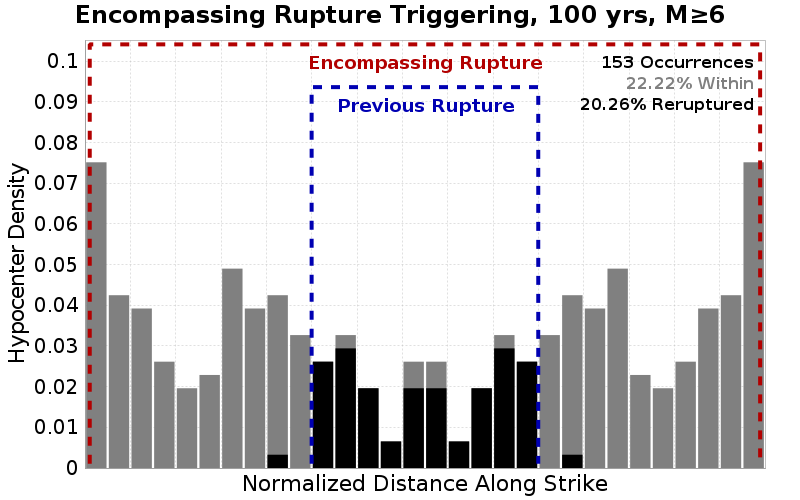 Encompassing Rupture Triggering, 100 yrs, M≥6
Encompassing Rupture
Previous Rupture
153 Occurrences
22.22% Within
20.26% Reruptured
Hypocenter Density
0.1
0.09
0.08
0.07
0.06
0.05
0.04
0.03
0.02
0.01
0
Normalized Distance Along Strike